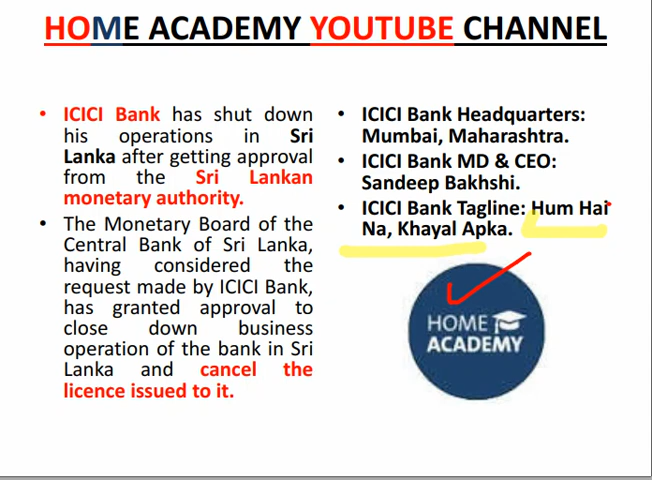 HOME ACADEMY YOUTUBE CHANNEL
• ICICI Bank has shut down
his operations in Sri
Lanka after getting approval
from the Sri Lankan
monetary authority.
• The Monetary Board of the
Central Bank of Sri Lanka,
having considered the
request made by ICICI Bank,
has granted approval to
close down business
operation of the bank in Sri
Lanka and cancel the
licence issued to it.
• ICICI Bank Headquarters:
Mumbai, Maharashtra.
• ICICI Bank MD & CEO:
Sandeep Bakhshi.
• ICICI Bank Tagline: Hum Hai
Na, Khayal Apka.
HOME
ACADEMY